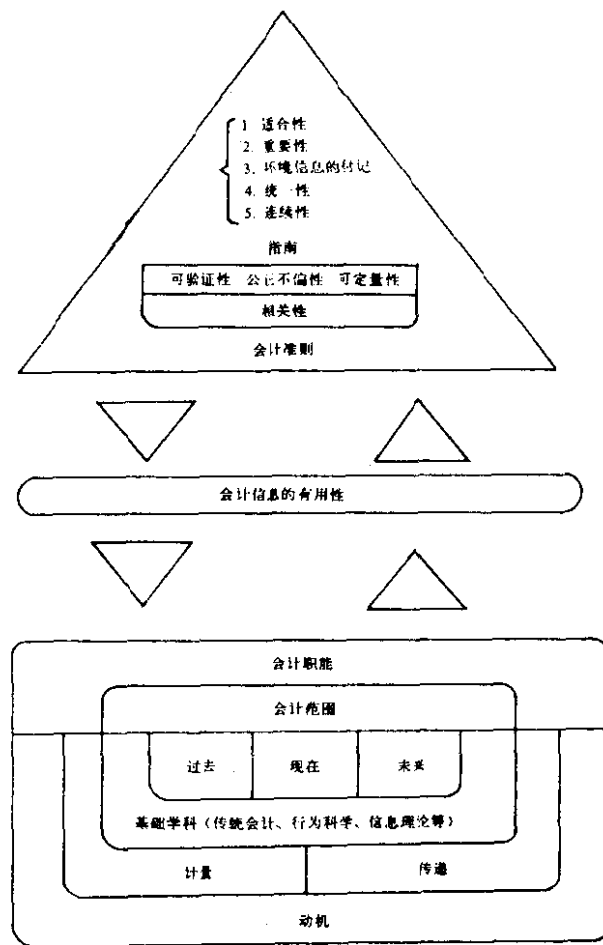 1. 适合性
2. 重要性
3. 环境信息的付记
4. 统一性
5. 连续性
指南
可验证性 公正不偏性 可定量性
相关性
会计准则
会计信息的有用性
会计职能
会计范围
过去 现在 未来
基础学科（传统会计、行为科学、信息理论等）
计量 传递
动机